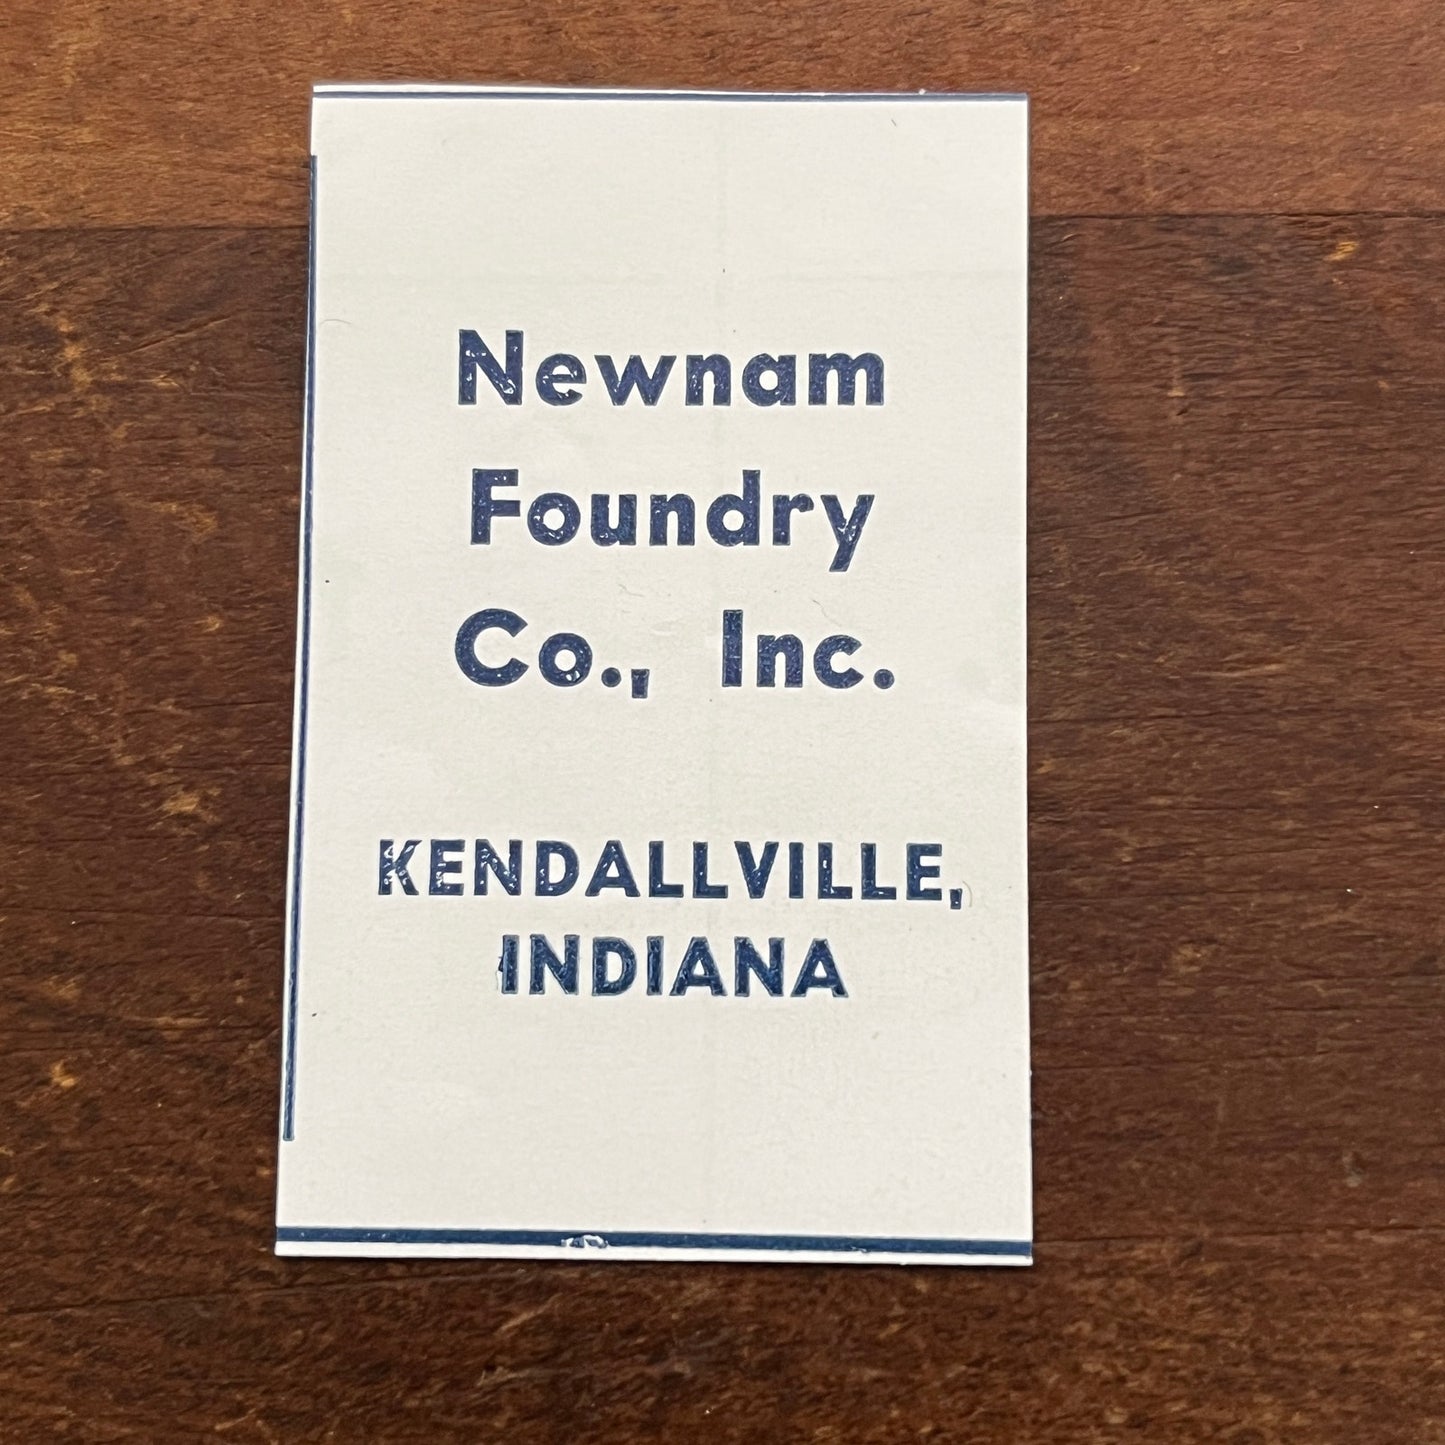 Newnam
Foundry
Co., Inc.
KENDALLVILLE,
INDIANA